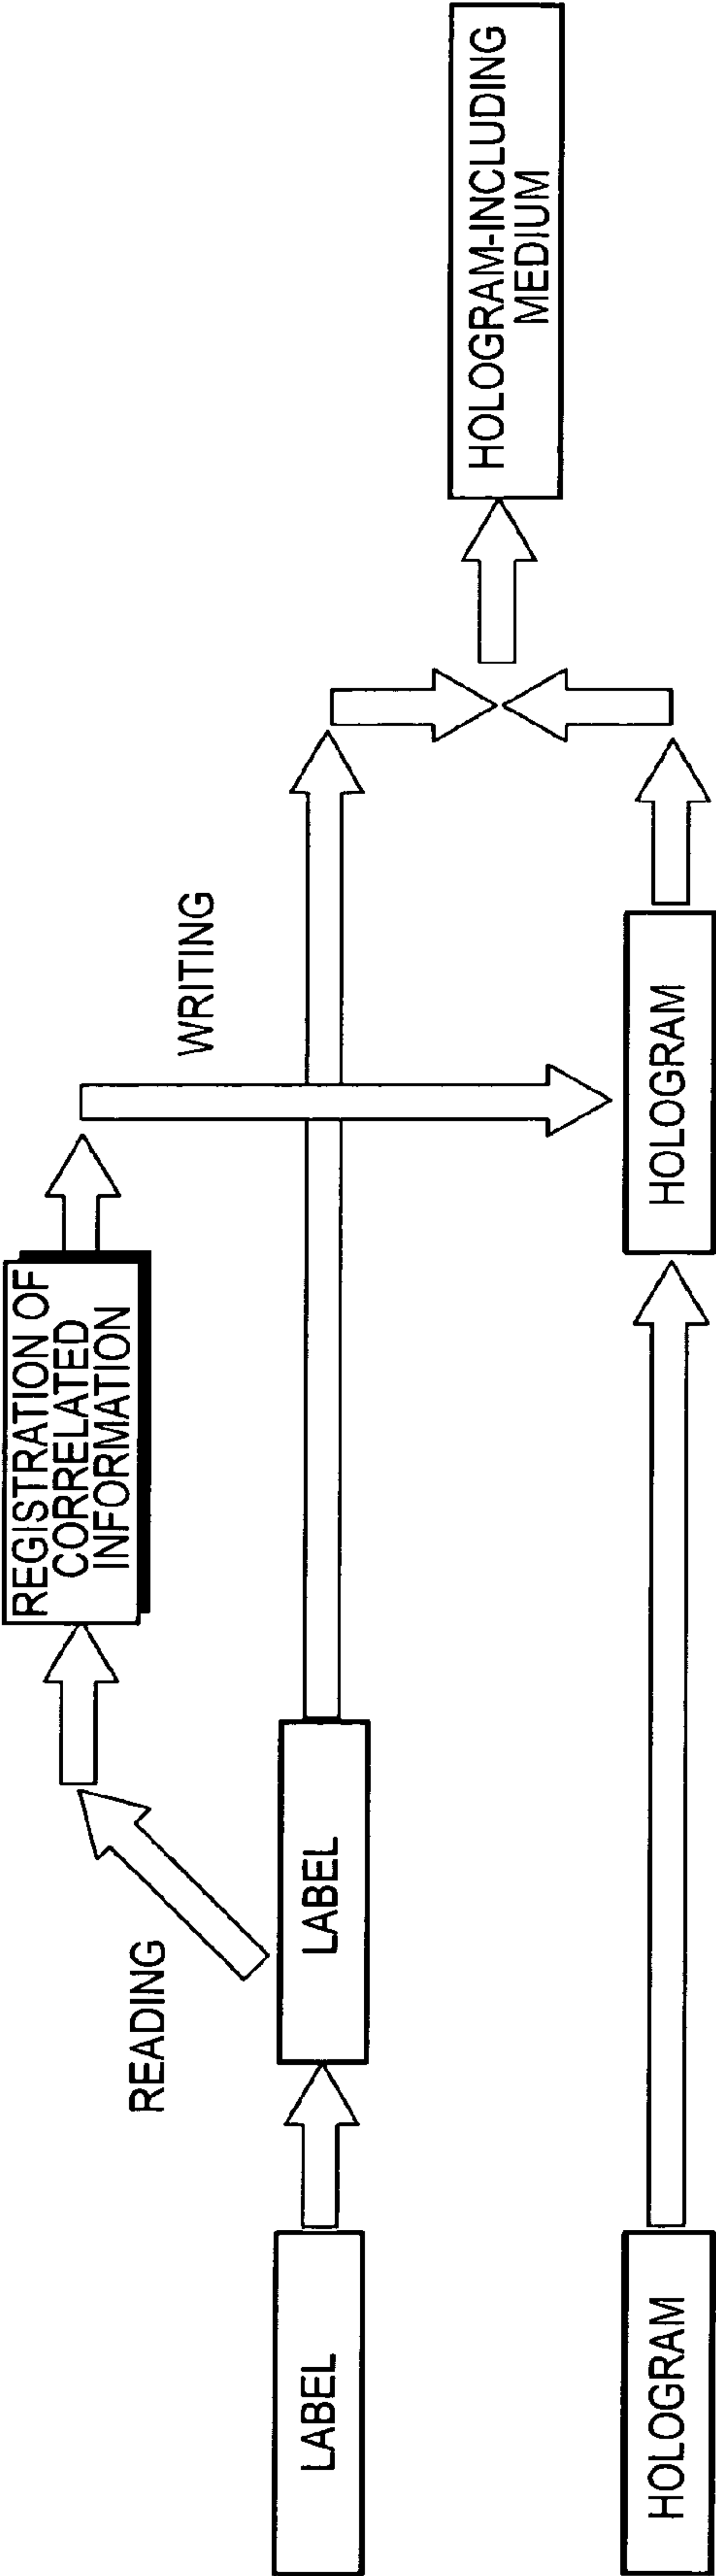 REGISTRATION OF
CORRELATED
INFORMATION
READING
WRITING
LABEL
LABEL
HOLOGRAM-INCLUDING
MEDIUM
HOLOGRAM
HOLOGRAM